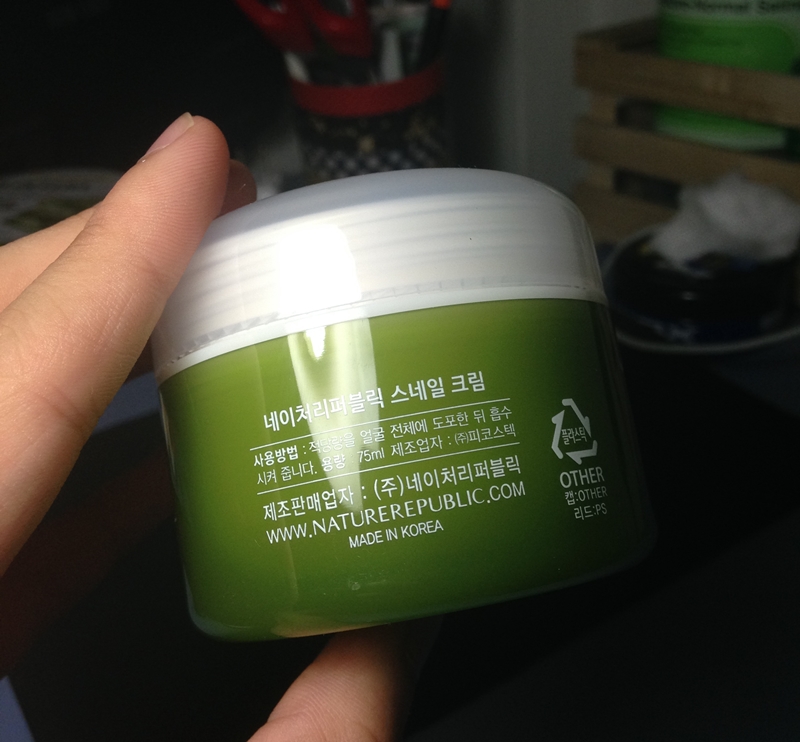 네이처리퍼블릭 스네일 크림
사용방법 : 적당량을 얼굴 전체에 도포한 뒤 흡수
시켜 줍니다. 용량 : 75ml 제조업자 : ㈜피코스텍
제조판매업자 : (주)네이처리퍼블릭
WWW.NATUREREPUBLIC.COM
MADE IN KOREA
플라스틱
OTHER
캡:OTHER
리드:PS
Normal Saline